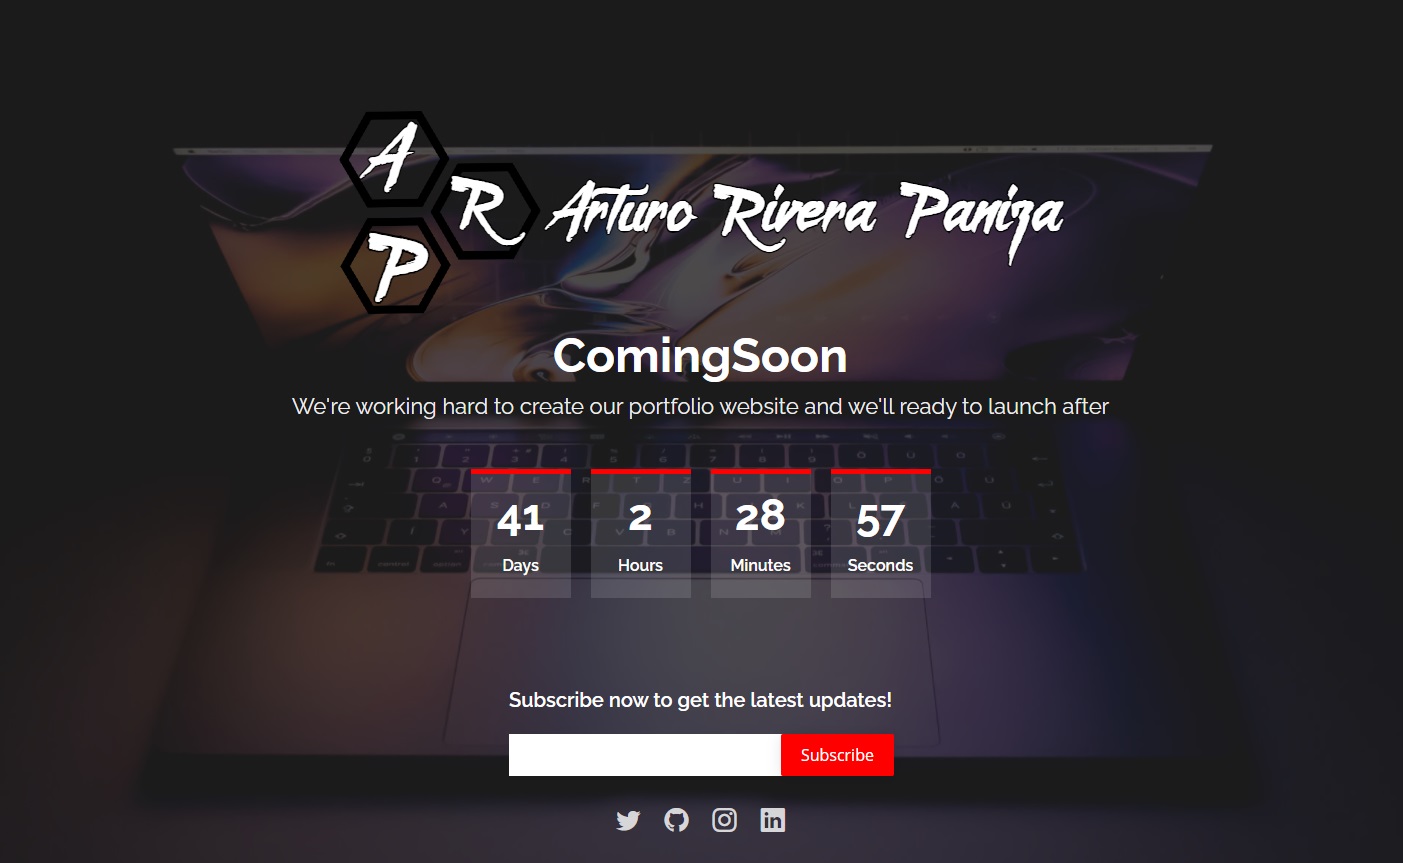 A
R
P
Arturo Rivera Paniza
ComingSoon
We're working hard to create our portfolio website and we'll ready to launch after
41 2 28 57
Days Hours Minutes Seconds
Subscribe now to get the latest updates!
Subscribe